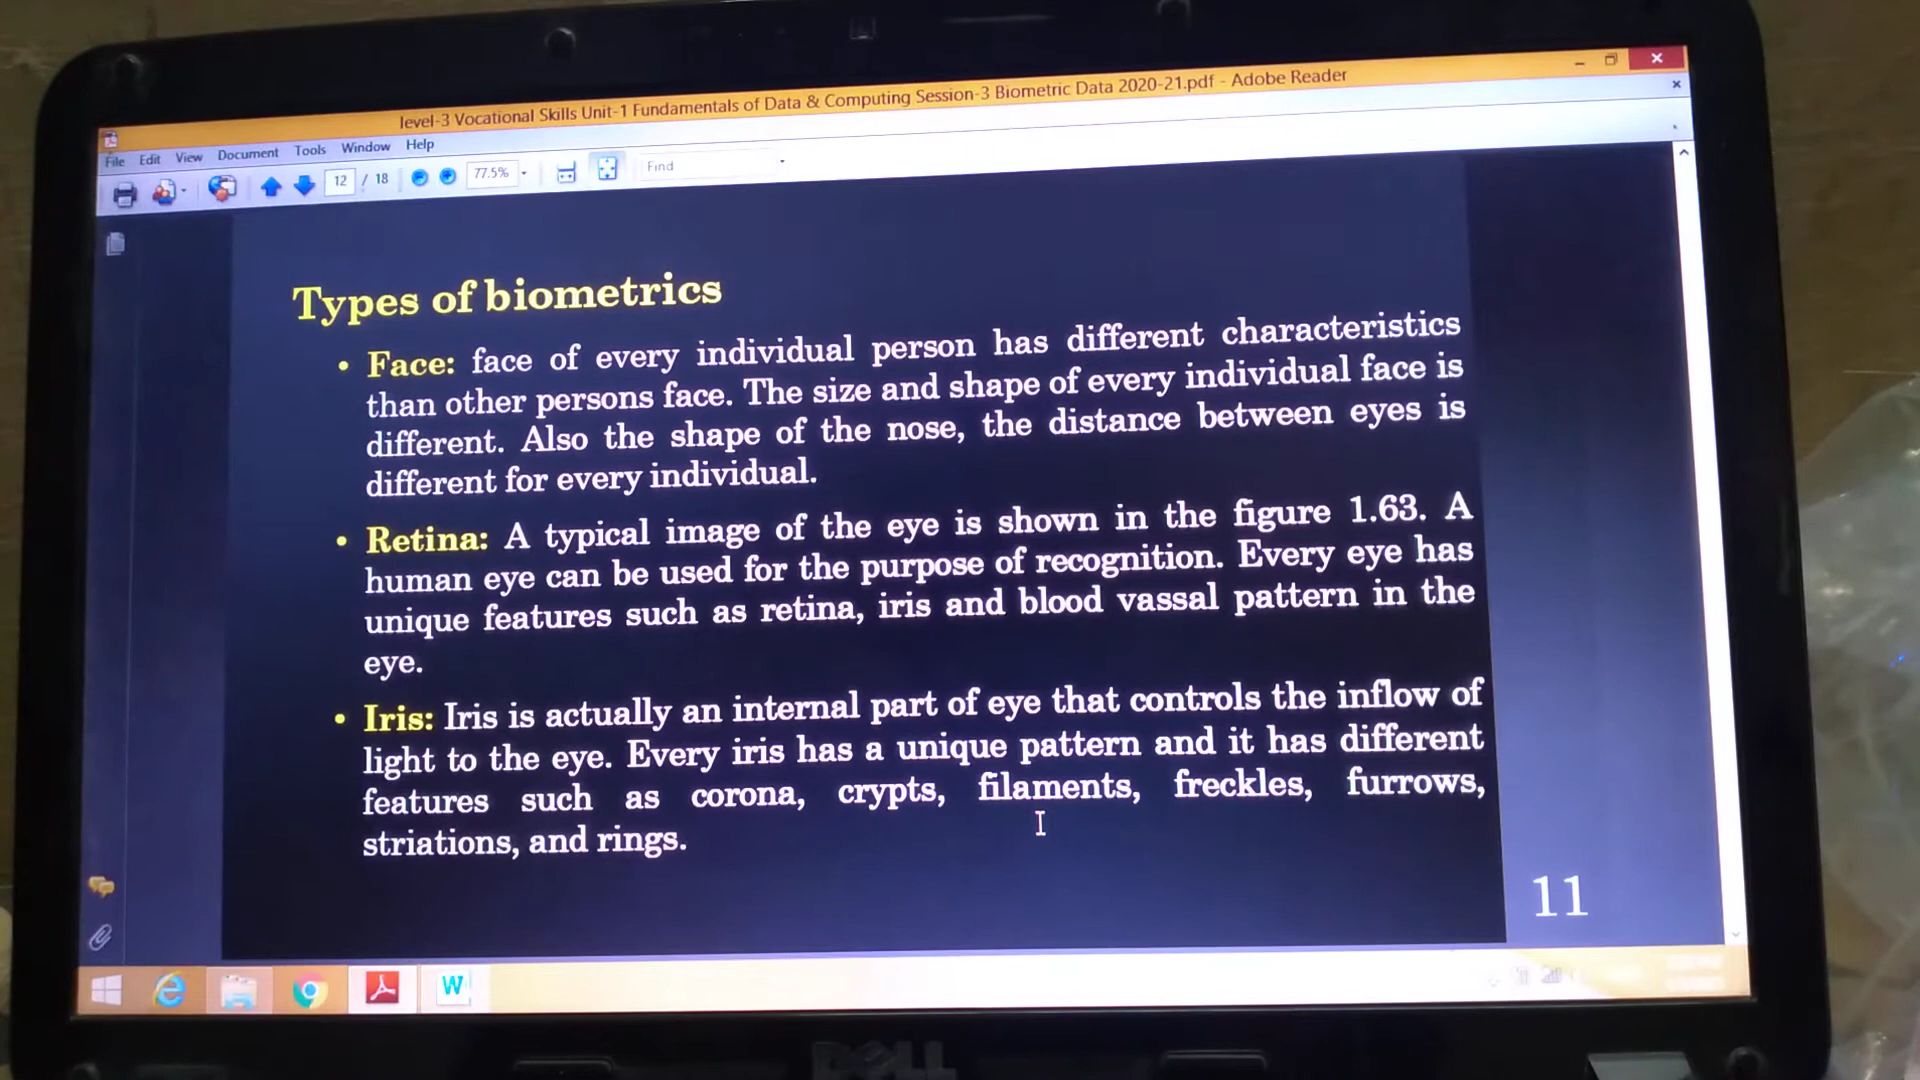 level-3 Vocational Skills Unit-1 Fundamentals of Data & Computing Session-3 Biometric Data 2020-21.pdf - Adobe Reader
File Edit View Document Tools Window Help
12 / 18 77.5% Find
Types of biometrics
• Face: face of every individual person has different characteristics
than other persons face. The size and shape of every individual face is
different. Also the shape of the nose, the distance between eyes is
different for every individual.
• Retina: A typical image of the eye is shown in the figure 1.63. A
human eye can be used for the purpose of recognition. Every eye has
unique features such as retina, iris and blood vassal pattern in the
eye.
• Iris: Iris is actually an internal part of eye that controls the inflow of
light to the eye. Every iris has a unique pattern and it has different
features such as corona, crypts, filaments, freckles, furrows,
striations, and rings.
11
W
DELL